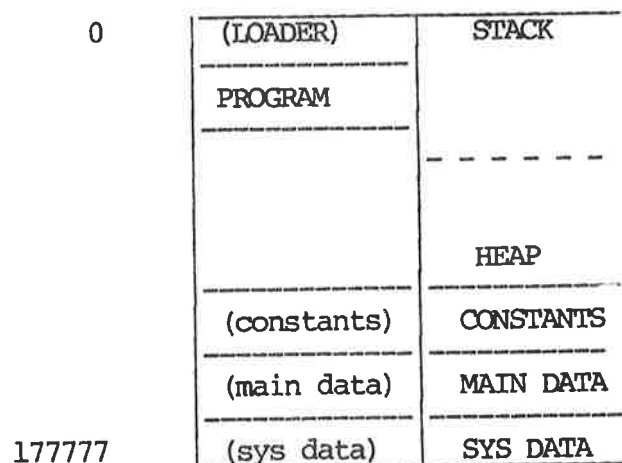 0 (LOADER) STACK
PROGRAM
HEAP
(constants) CONSTANTS
(main data) MAIN DATA
177777 (sys data) SYS DATA